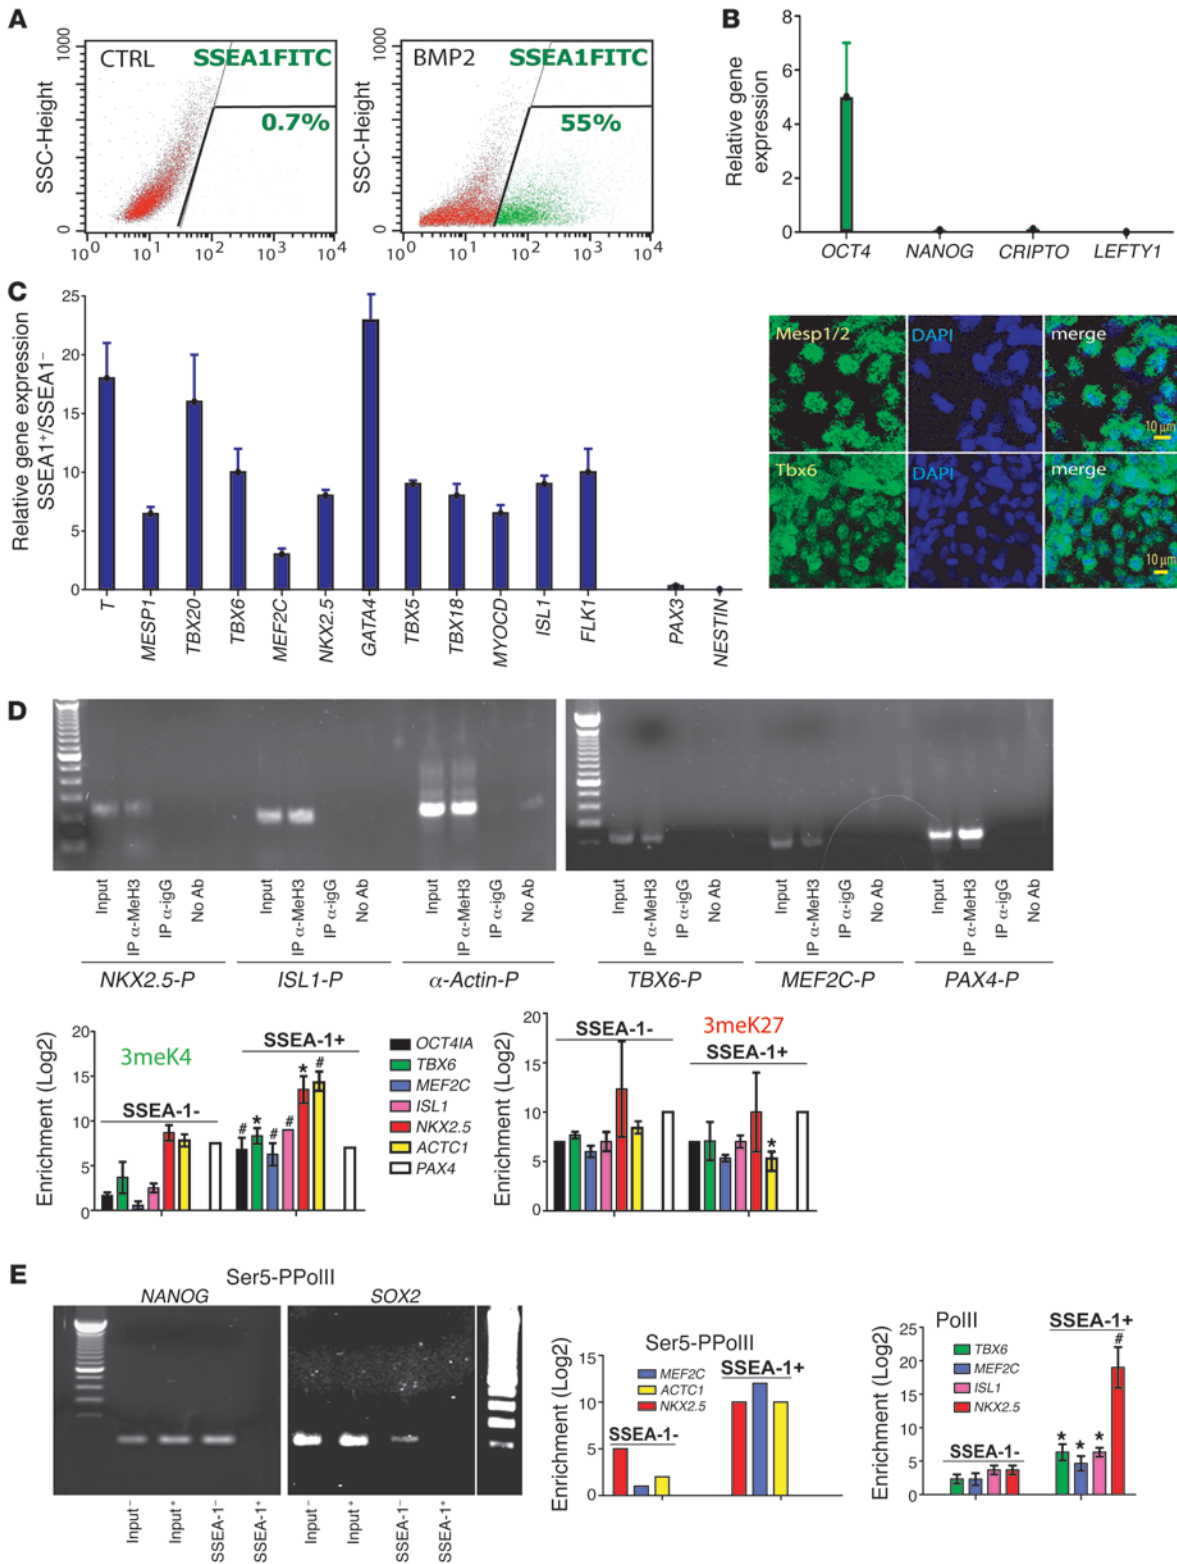 A
CTRL
SSEA1FITC
0.7%
SSC-Height
1000
0
10^0 10^1 10^2 10^3 10^4
BMP2
SSEA1FITC
55%
SSC-Height
1000
0
10^0 10^1 10^2 10^3 10^4
B
Relative gene
expression
8
6
4
2
0
OCT4 NANOG CRIPTO LEFTY1
C
Relative gene expression
SSEA1+/SSEA1−
25
20
15
10
5
0
T MESP1 TBX20 TBX6 MEF2C NKX2.5 GATA4 TBX5 TBX18 MYOCD ISL1 FLK1 PAX3 NESTIN
Mesp1/2 DAPI merge
10 µm
Tbx6 DAPI merge
10 µm
D
Input IP α-MeH3 IP α-igG No Ab Input IP α-MeH3 IP α-igG No Ab Input IP α-MeH3 IP α-igG No Ab
NKX2.5-P ISL1-P α-Actin-P
Input IP α-MeH3 IP α-igG No Ab Input IP α-MeH3 IP α-igG No Ab Input IP α-MeH3 IP α-igG No Ab
TBX6-P MEF2C-P PAX4-P
Enrichment (Log2)
20
15
10
5
0
3meK4
SSEA-1-
SSEA-1+
# * # # * #
OCT4IA
TBX6
MEF2C
ISL1
NKX2.5
ACTC1
PAX4
Enrichment (Log2)
20
15
10
5
0
SSEA-1-
3meK27
SSEA-1+
*
E
Ser5-PPolII
NANOG SOX2
Input− Input+ SSEA-1− SSEA-1+ Input− Input+ SSEA-1− SSEA-1+
Ser5-PPolII
Enrichment (Log2)
15
10
5
0
MEF2C
ACTC1
NKX2.5
SSEA-1-
SSEA-1+
PolII
Enrichment (Log2)
25
20
15
10
5
0
TBX6
MEF2C
ISL1
NKX2.5
SSEA-1-
SSEA-1+
* * * #